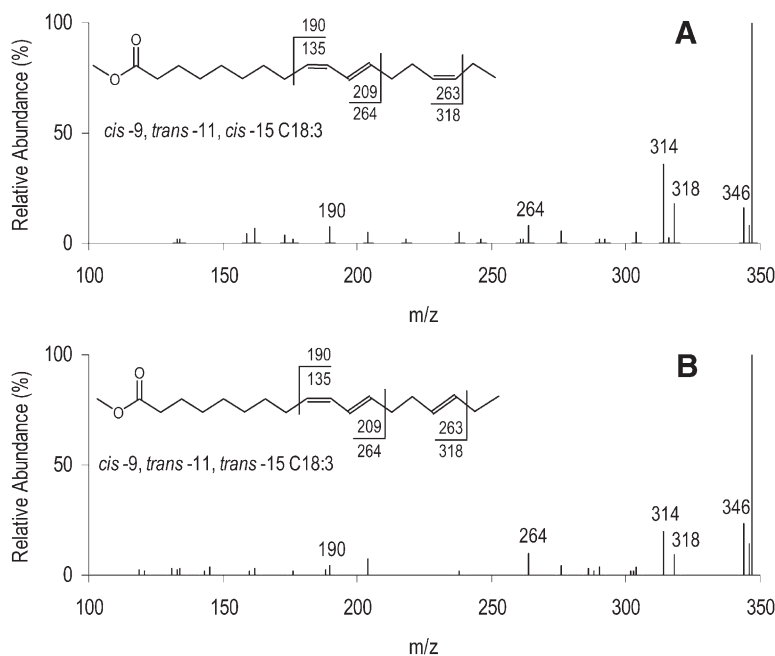 A
Relative Abundance (%)
100
50
0
O
O
190
135
209
264
263
318
cis -9, trans -11, cis -15 C18:3
190
264
314
318
346
100 150 200 250 300 350
m/z
B
Relative Abundance (%)
100
50
0
O
O
190
135
209
264
263
318
cis -9, trans -11, trans -15 C18:3
190
264
314
318
346
100 150 200 250 300 350
m/z